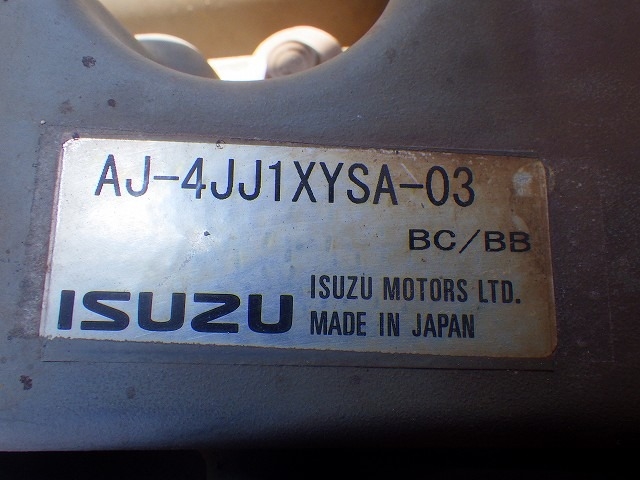 AJ-4JJ1XYSA-03
BC/BB
ISUZU
ISUZU MOTORS LTD.
MADE IN JAPAN